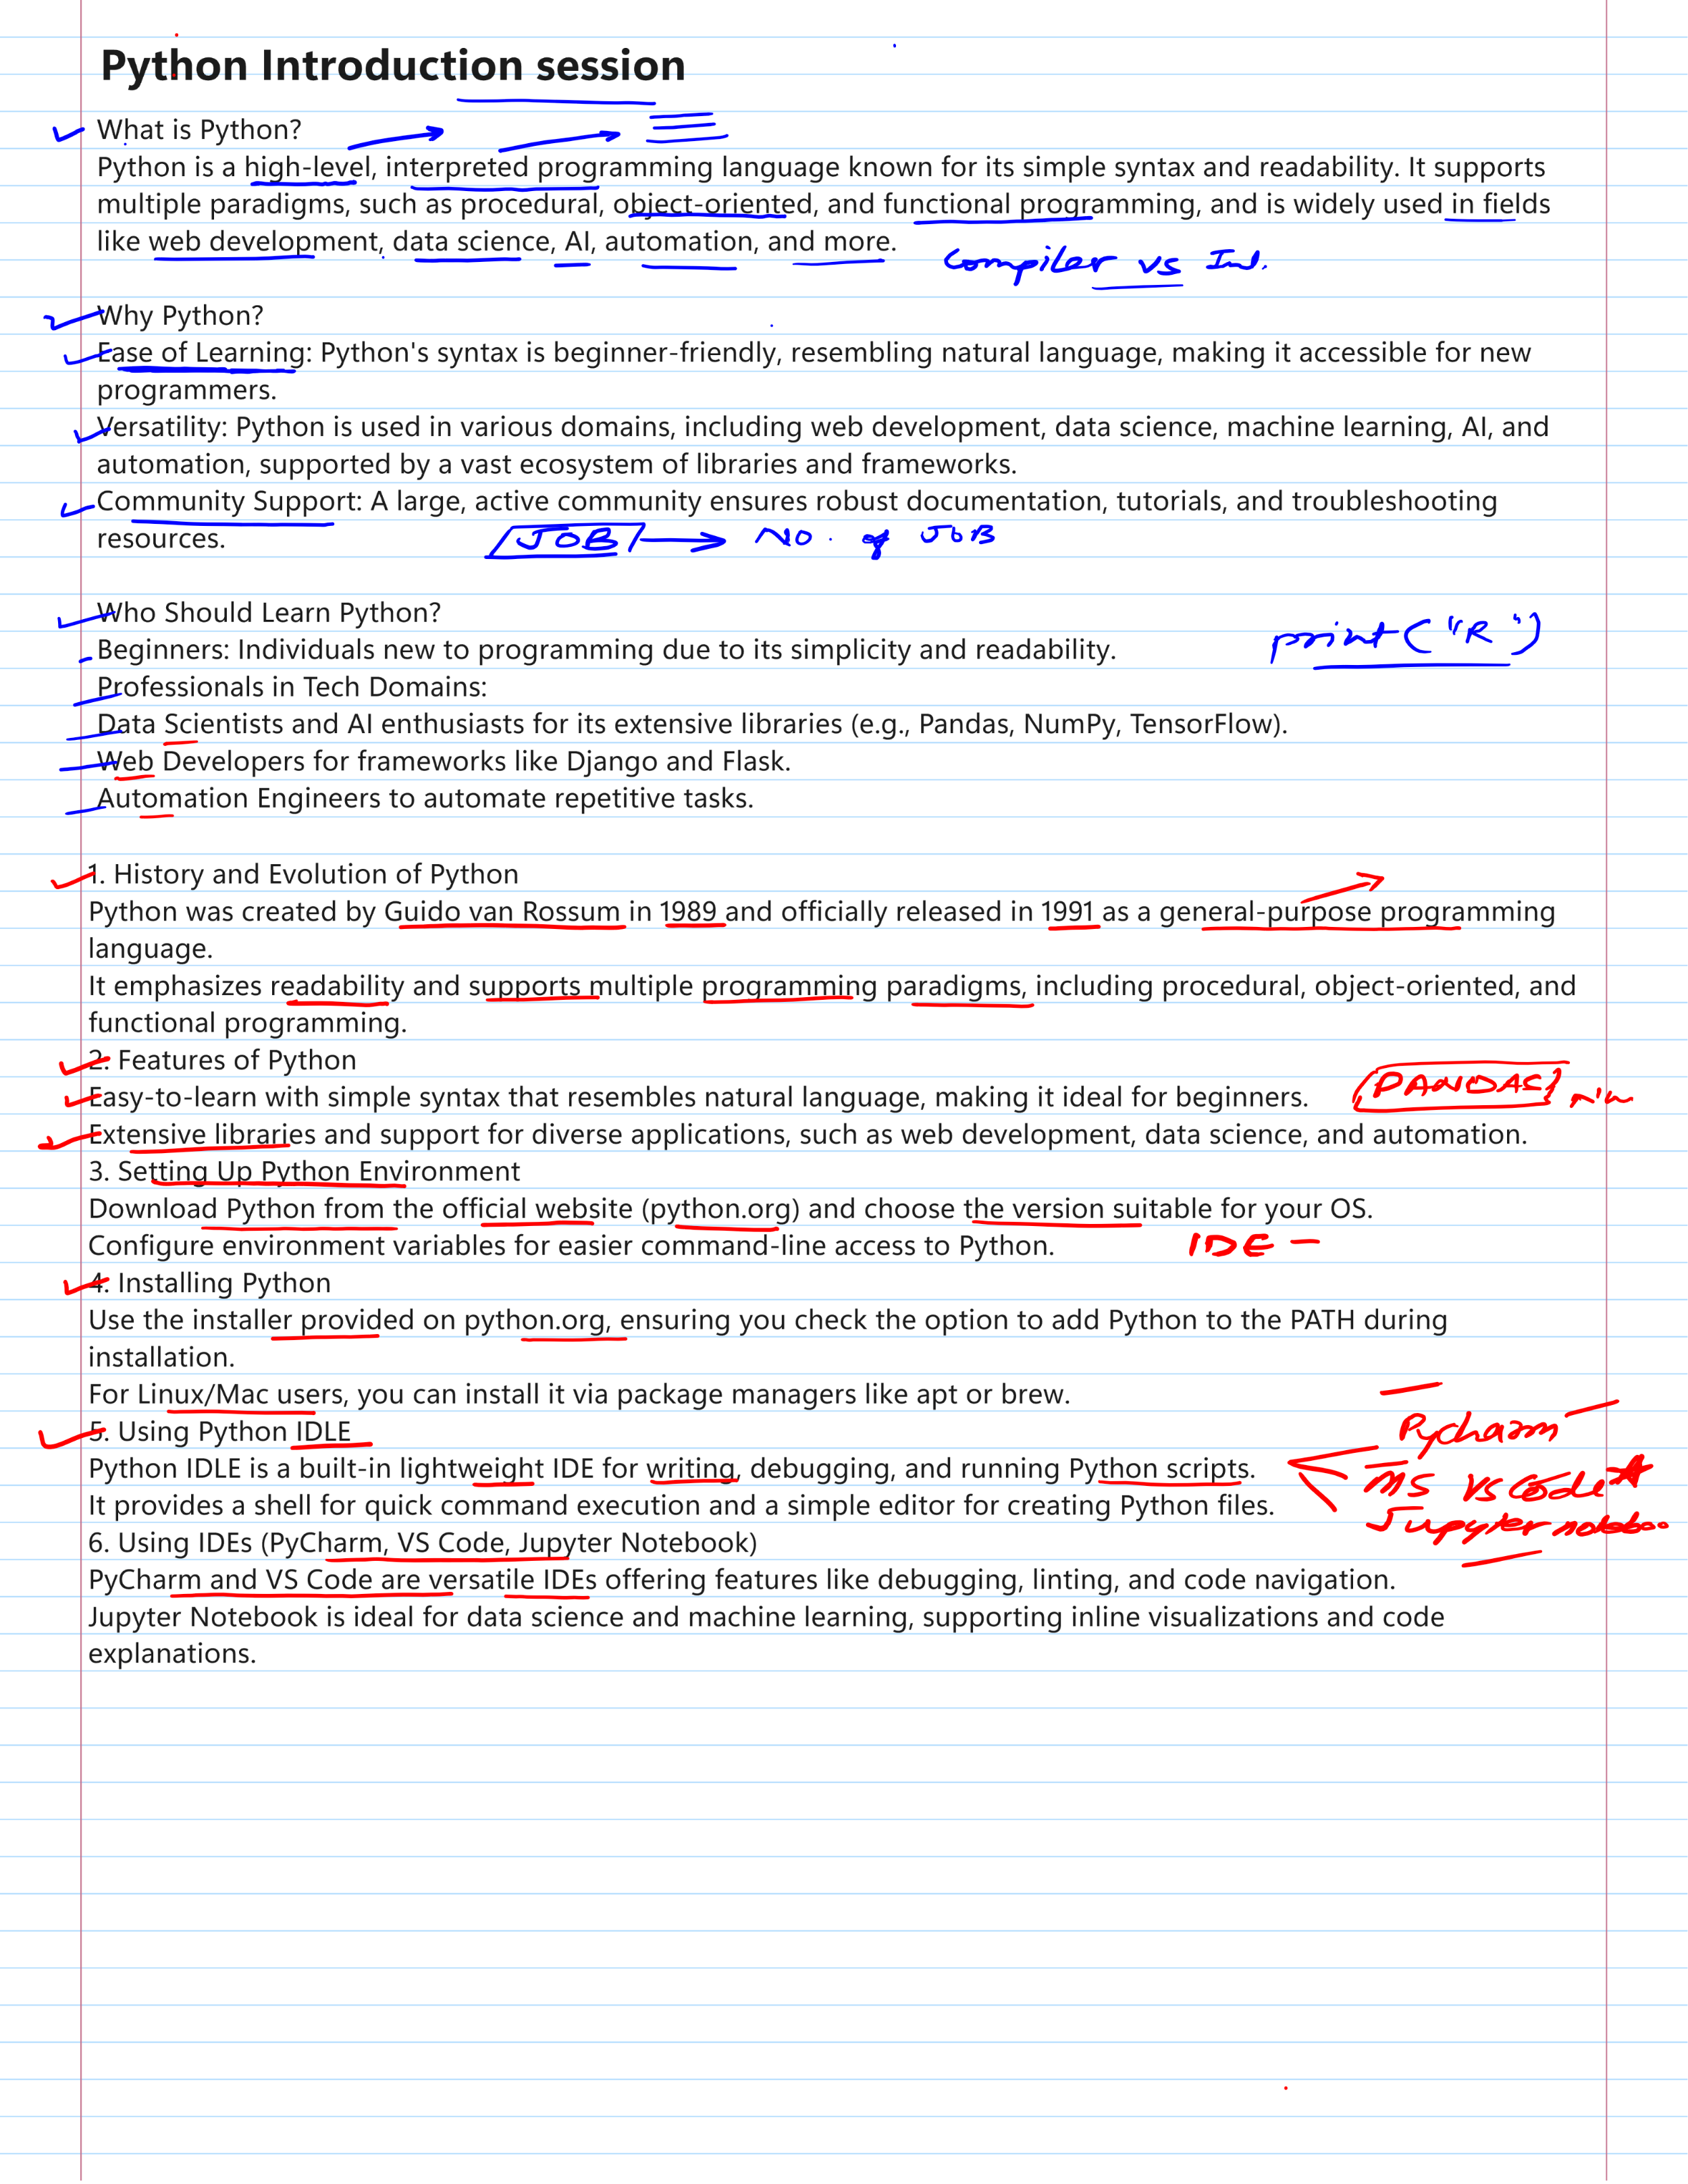 Python Introduction session
What is Python?
Python is a high-level, interpreted programming language known for its simple syntax and readability. It supports
multiple paradigms, such as procedural, object-oriented, and functional programming, and is widely used in fields
like web development, data science, AI, automation, and more.
Compiler vs Int.
Why Python?
Ease of Learning: Python's syntax is beginner-friendly, resembling natural language, making it accessible for new
programmers.
Versatility: Python is used in various domains, including web development, data science, machine learning, AI, and
automation, supported by a vast ecosystem of libraries and frameworks.
Community Support: A large, active community ensures robust documentation, tutorials, and troubleshooting
resources.
JOB → No. of JOB
Who Should Learn Python?
print("R")
Beginners: Individuals new to programming due to its simplicity and readability.
Professionals in Tech Domains:
Data Scientists and AI enthusiasts for its extensive libraries (e.g., Pandas, NumPy, TensorFlow).
Web Developers for frameworks like Django and Flask.
Automation Engineers to automate repetitive tasks.
1. History and Evolution of Python
Python was created by Guido van Rossum in 1989 and officially released in 1991 as a general-purpose programming
language.
It emphasizes readability and supports multiple programming paradigms, including procedural, object-oriented, and
functional programming.
2. Features of Python
PANDAS
Easy-to-learn with simple syntax that resembles natural language, making it ideal for beginners.
Extensive libraries and support for diverse applications, such as web development, data science, and automation.
3. Setting Up Python Environment
Download Python from the official website (python.org) and choose the version suitable for your OS.
Configure environment variables for easier command-line access to Python.
IDE -
4. Installing Python
Use the installer provided on python.org, ensuring you check the option to add Python to the PATH during
installation.
For Linux/Mac users, you can install it via package managers like apt or brew.
5. Using Python IDLE
Pycharm
Python IDLE is a built-in lightweight IDE for writing, debugging, and running Python scripts.
MS VS Code
It provides a shell for quick command execution and a simple editor for creating Python files.
Jupyter noteboo
6. Using IDEs (PyCharm, VS Code, Jupyter Notebook)
PyCharm and VS Code are versatile IDEs offering features like debugging, linting, and code navigation.
Jupyter Notebook is ideal for data science and machine learning, supporting inline visualizations and code
explanations.